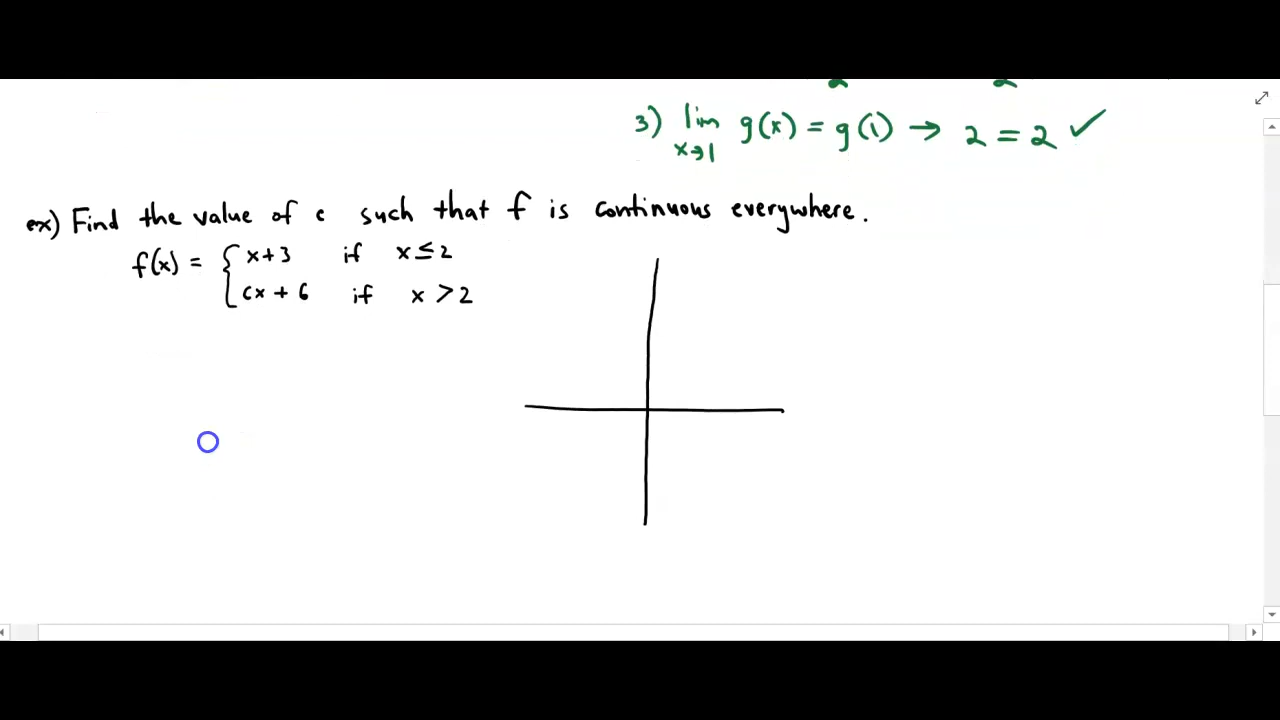 3) lim g(x) = g(1) → 2 = 2 ✓
x→1
ex) Find the value of c such that f is continuous everywhere.
f(x) = { x+3 if x ≤ 2
cx + 6 if x > 2